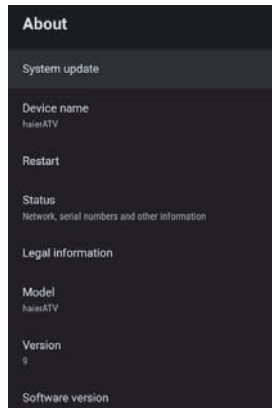 About
System update
Device name
haierATV
Restart
Status
Network, serial numbers and other information
Legal information
Model
haierATV
Version
9
Software version